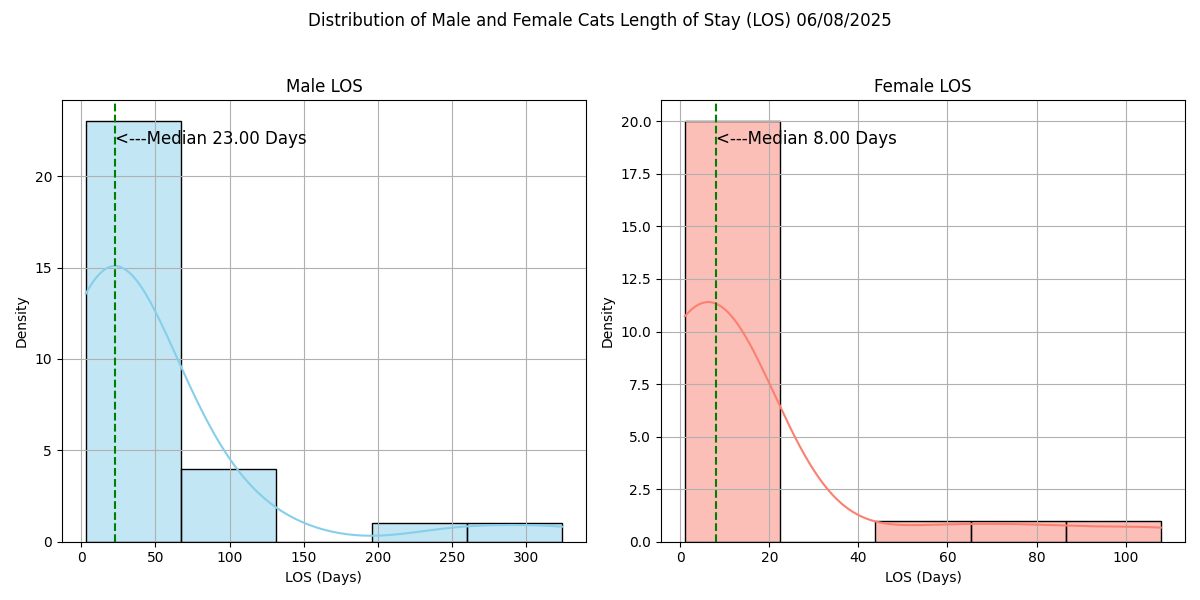 Distribution of Male and Female Cats Length of Stay (LOS) 06/08/2025
Male LOS
<---Median 23.00 Days
Density
20
15
10
5
0
0 50 100 150 200 250 300
LOS (Days)
Female LOS
<---Median 8.00 Days
Density
20.0
17.5
15.0
12.5
10.0
7.5
5.0
2.5
0.0
0 20 40 60 80 100
LOS (Days)